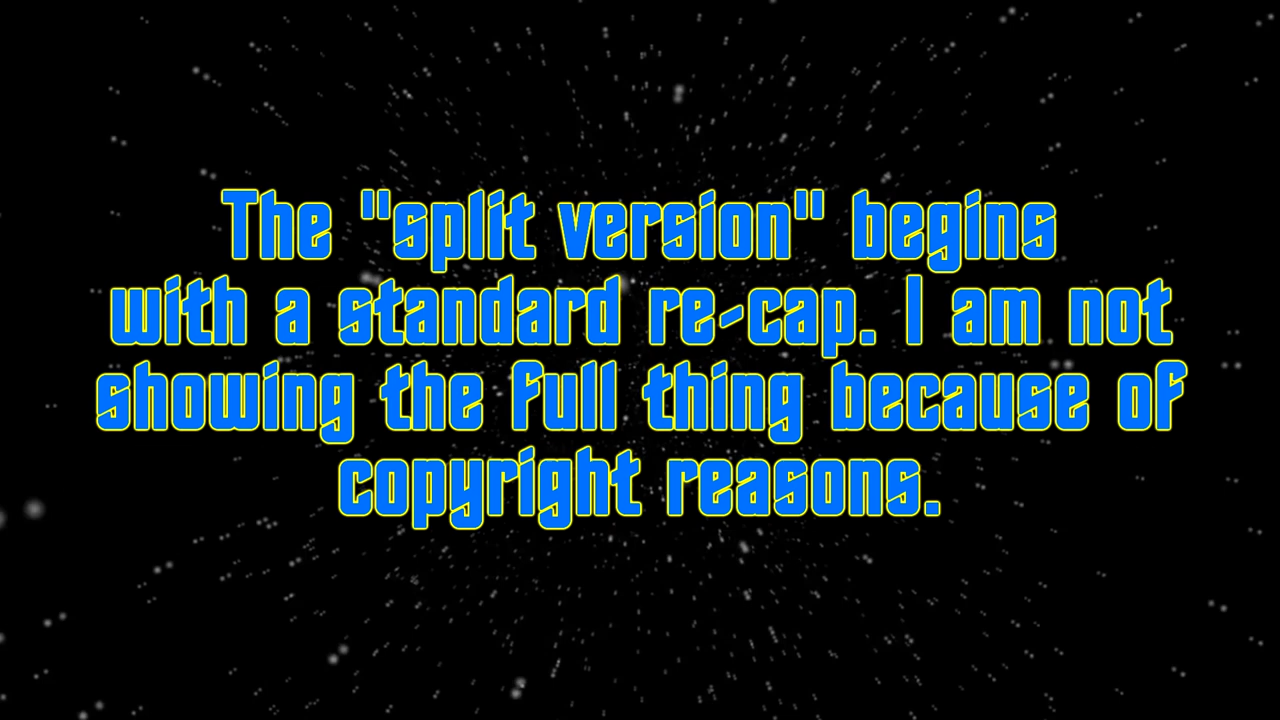 The "split version" begins
with a standard re-cap. I am not
showing the full thing because of
copyright reasons.